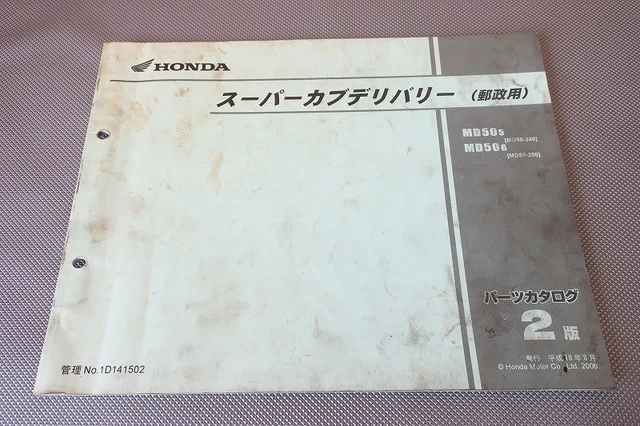 HONDA
スーパーカブデリバリー (郵政用)
MD505 [MD50-240]
MD506 [MD50-250]
パーツカタログ
2版
発行 平成18年8月
© Honda Motor Co., Ltd. 2006
管理 No.1D141502